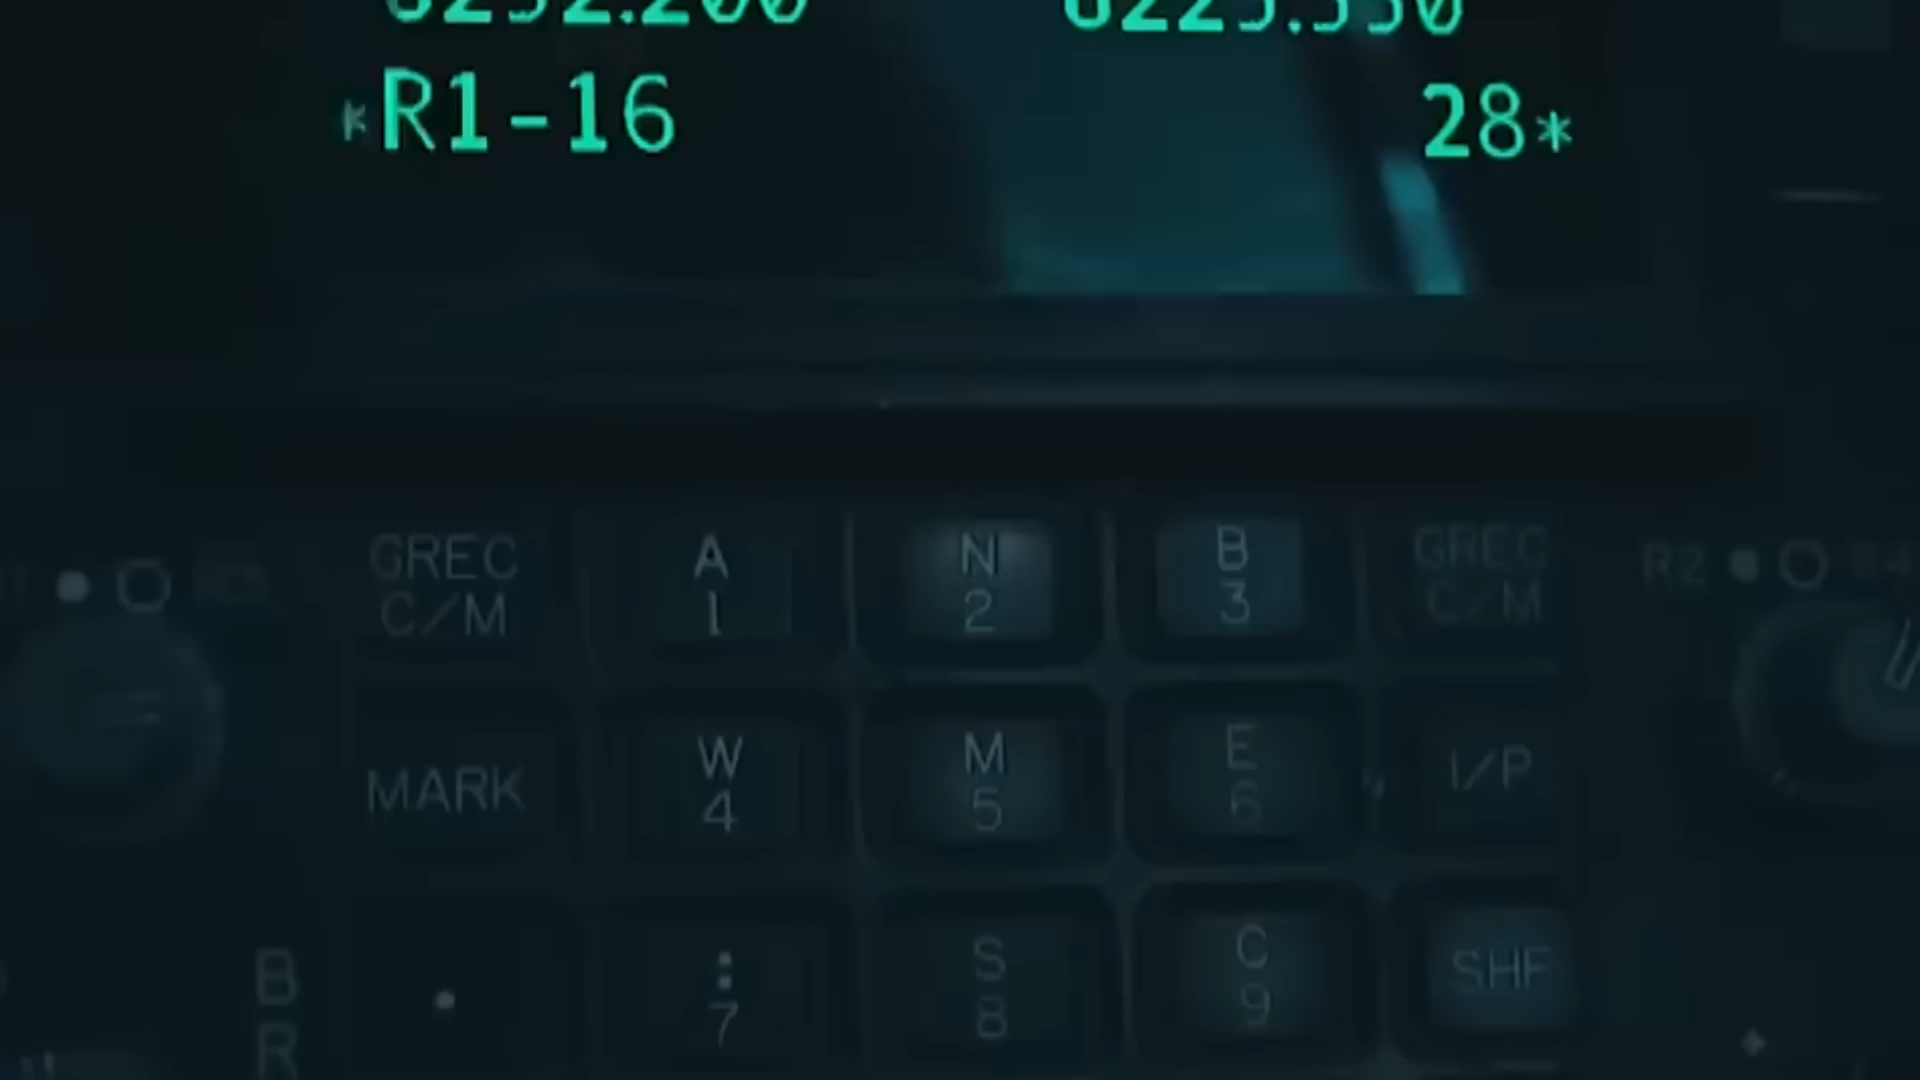 *R1-16 28*
GREC A N B GREC
C/M 1 2 3 C/M
R2
MARK W M E I/P
4 5 6
B . : S C SHF
7 8 9
R